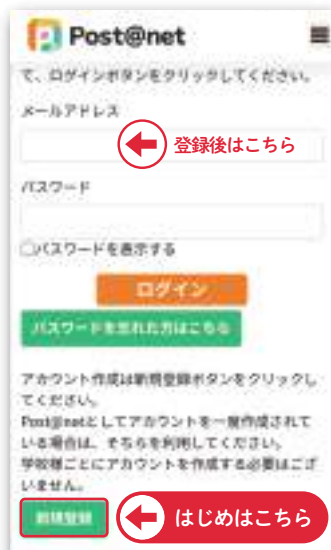 Post@net
て、ログインボタンをクリックしてください。
メールアドレス
登録後はこちら
パスワード
パスワードを表示する
ログイン
パスワードを忘れた方はこちら
アカウント作成は新規登録ボタンをクリックし
てください。
Post@netとしてアカウントを一度作成されて
いる場合は、そちらを利用してください。
学校様ごとにアカウントを作成する必要はござ
いません。
新規登録
はじめはこちら